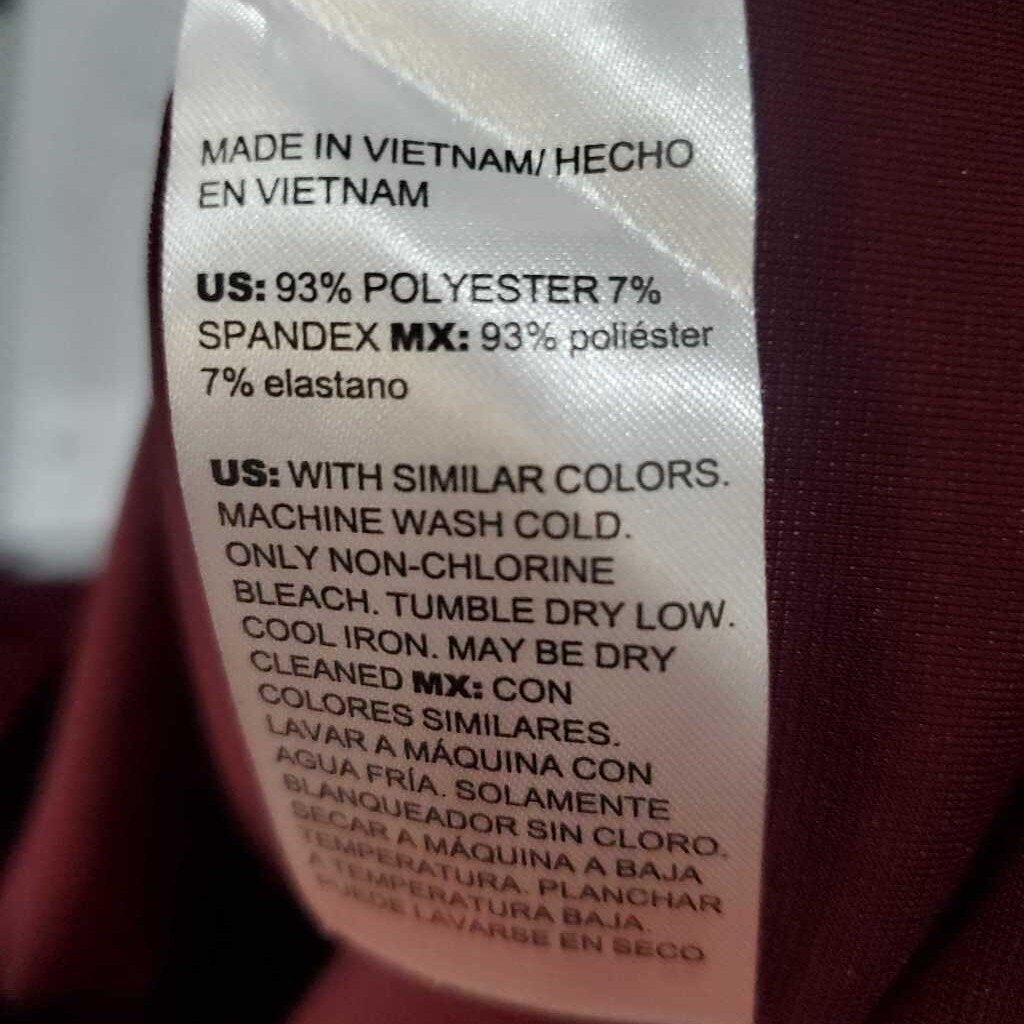 MADE IN VIETNAM/ HECHO
EN VIETNAM
US: 93% POLYESTER 7%
SPANDEX MX: 93% poliéster
7% elastano
US: WITH SIMILAR COLORS.
MACHINE WASH COLD.
ONLY NON-CHLORINE
BLEACH. TUMBLE DRY LOW.
COOL IRON. MAY BE DRY
CLEANED MX: CON
COLORES SIMILARES.
LAVAR A MÁQUINA CON
AGUA FRÍA. SOLAMENTE
BLANQUEADOR SIN CLORO.
SECAR A MÁQUINA A BAJA
TEMPERATURA. PLANCHAR
A TEMPERATURA BAJA.
PUEDE LAVARSE EN SECO